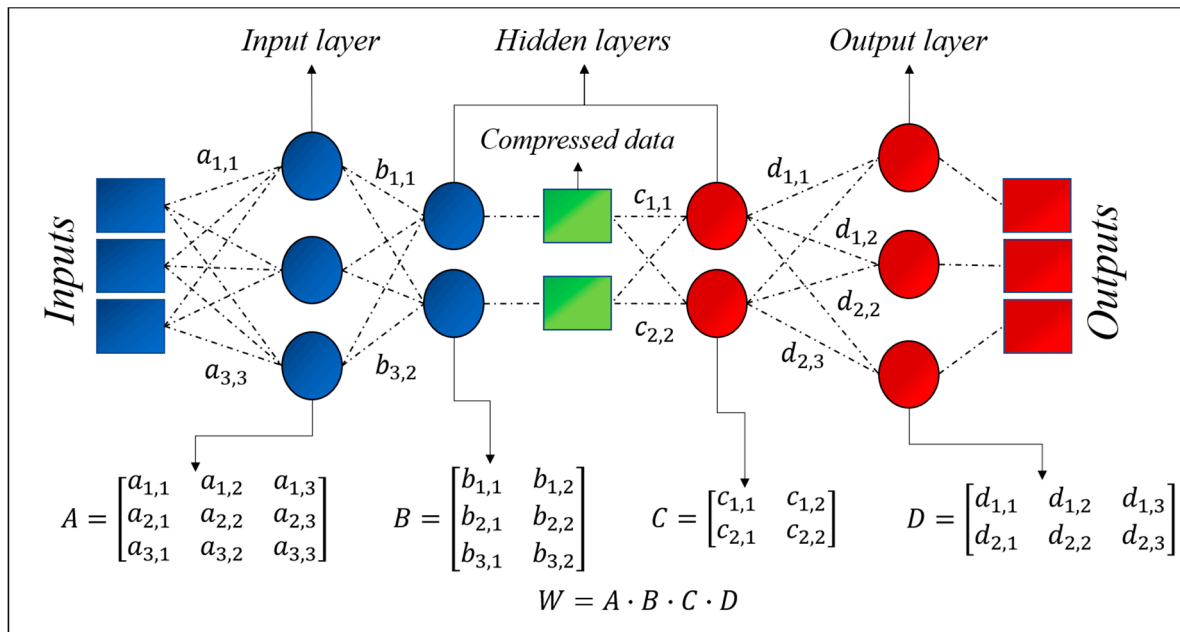 Input layer
Hidden layers
Output layer
Compressed data
a1,1
b1,1
c1,1
d1,1
d1,2
d2,2
Inputs
Outputs
c2,2
a3,3
b3,2
d2,3
A = [a1,1 a1,2 a1,3
a2,1 a2,2 a2,3
a3,1 a3,2 a3,3]
B = [b1,1 b1,2
b2,1 b2,2
b3,1 b3,2]
C = [c1,1 c1,2
c2,1 c2,2]
D = [d1,1 d1,2 d1,3
d2,1 d2,2 d2,3]
W = A · B · C · D